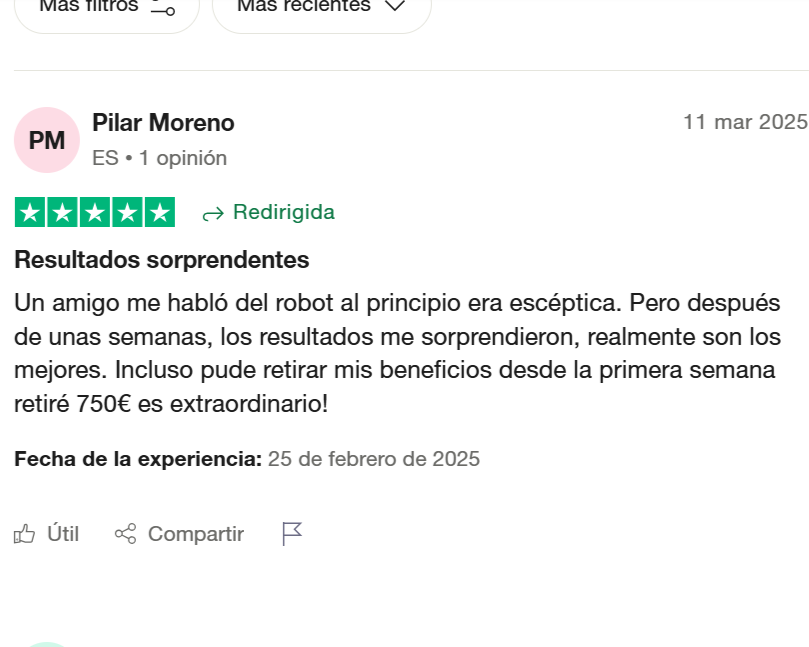 Más filtros
Más recientes
PM
Pilar Moreno
11 mar 2025
ES • 1 opinión
Redirigida
Resultados sorprendentes
Un amigo me habló del robot al principio era escéptica. Pero después
de unas semanas, los resultados me sorprendieron, realmente son los
mejores. Incluso pude retirar mis beneficios desde la primera semana
retiré 750€ es extraordinario!
Fecha de la experiencia: 25 de febrero de 2025
Útil
Compartir